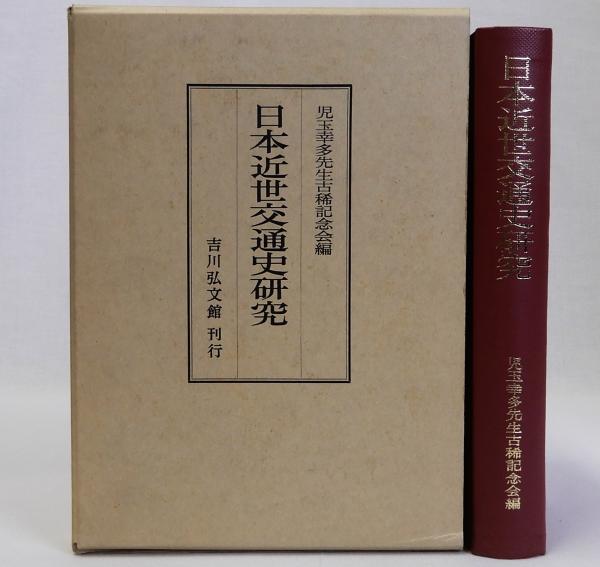 児玉幸多先生古稀記念会編
日本近世交通史研究
吉川弘文館 刊行
日本近世交通史研究
児玉幸多先生古稀記念会編